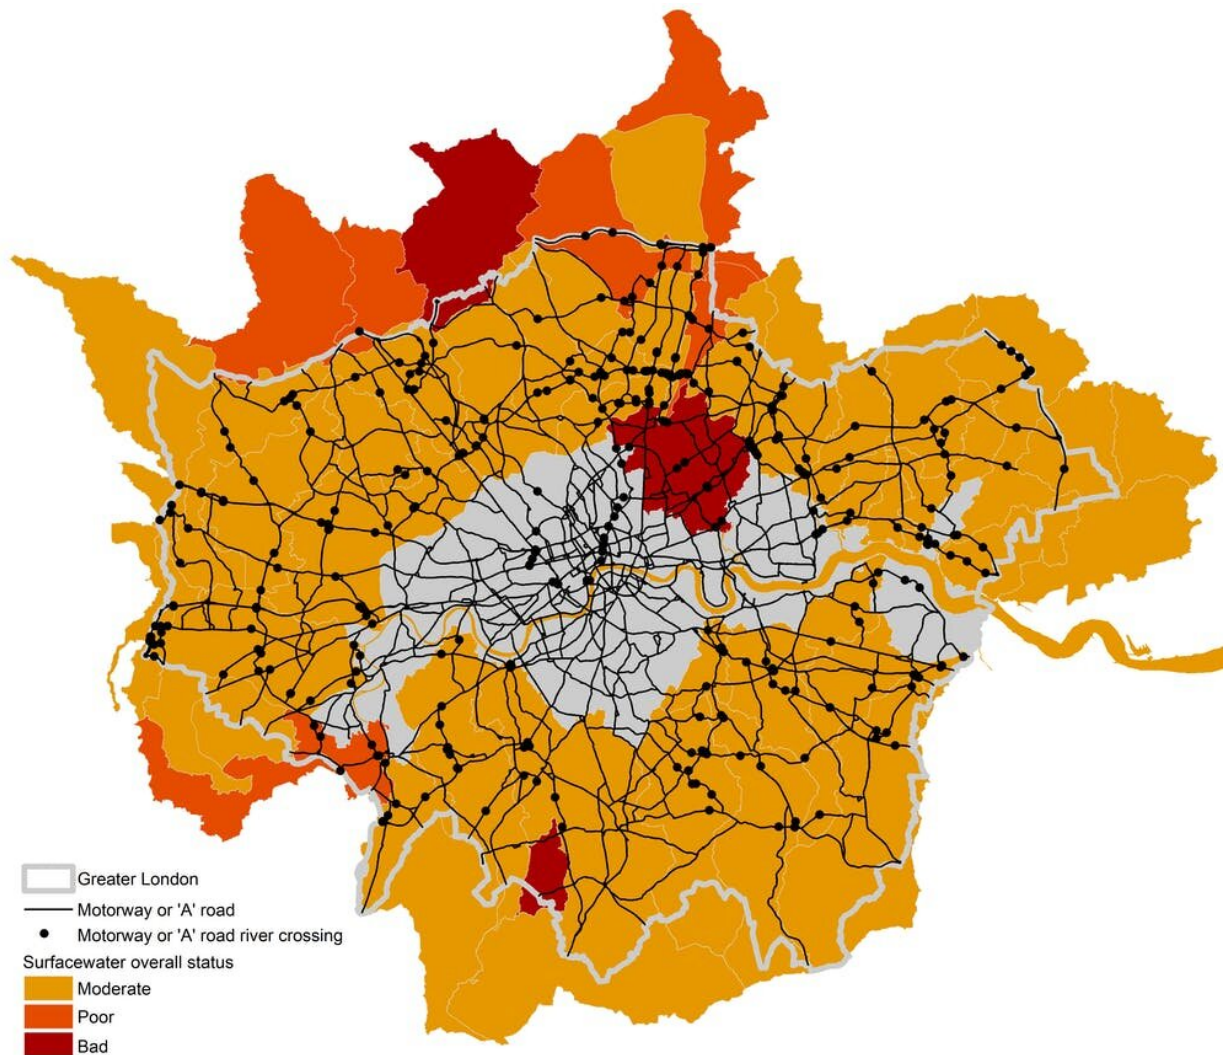 Greater London
Motorway or 'A' road
Motorway or 'A' road river crossing
Surfacewater overall status
Moderate
Poor
Bad